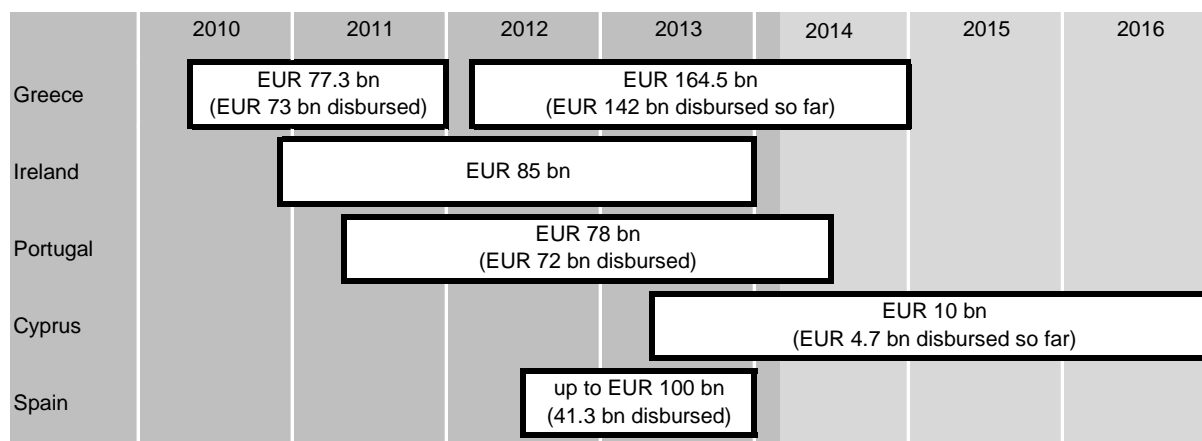 2010 2011 2012 2013 2014 2015 2016
Greece
EUR 77.3 bn
(EUR 73 bn disbursed)
EUR 164.5 bn
(EUR 142 bn disbursed so far)
Ireland
EUR 85 bn
Portugal
EUR 78 bn
(EUR 72 bn disbursed)
Cyprus
EUR 10 bn
(EUR 4.7 bn disbursed so far)
Spain
up to EUR 100 bn
(41.3 bn disbursed)